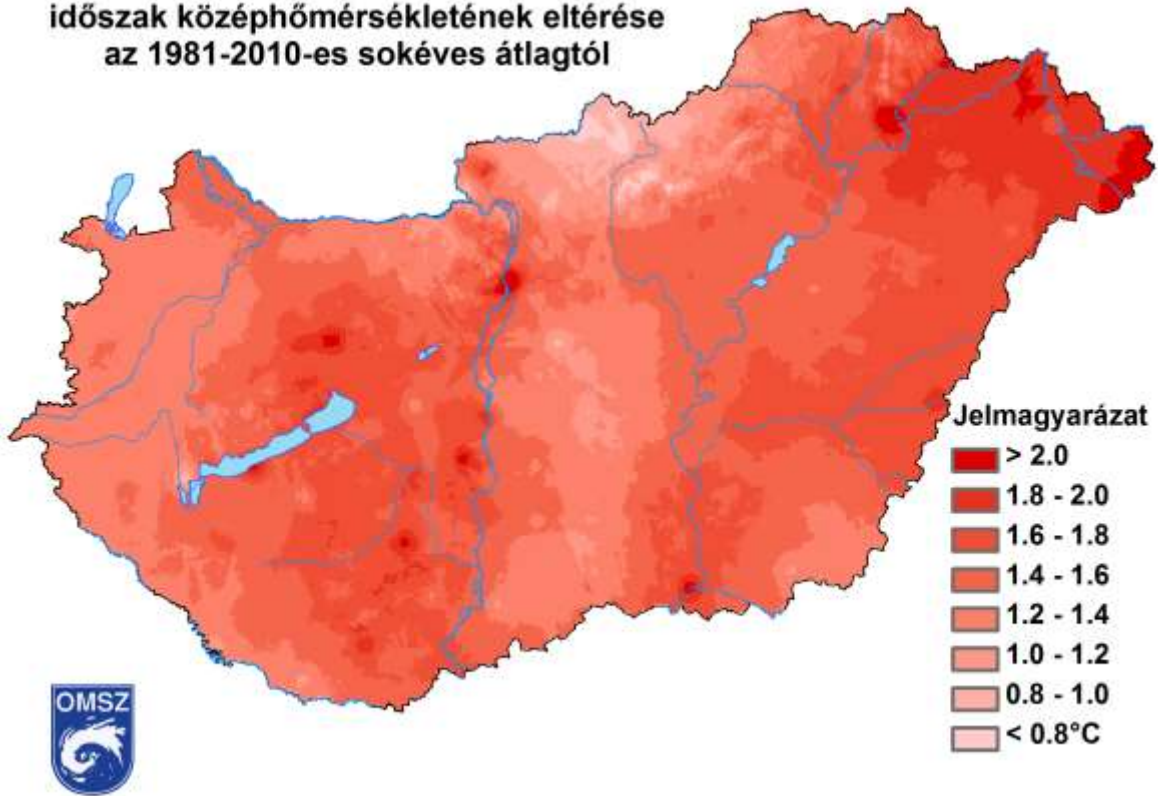 időszak középhőmérsékletének eltérése
az 1981-2010-es sokéves átlagtól
Jelmagyarázat
> 2.0
1.8 - 2.0
1.6 - 1.8
1.4 - 1.6
1.2 - 1.4
1.0 - 1.2
0.8 - 1.0
< 0.8°C
OMSZ